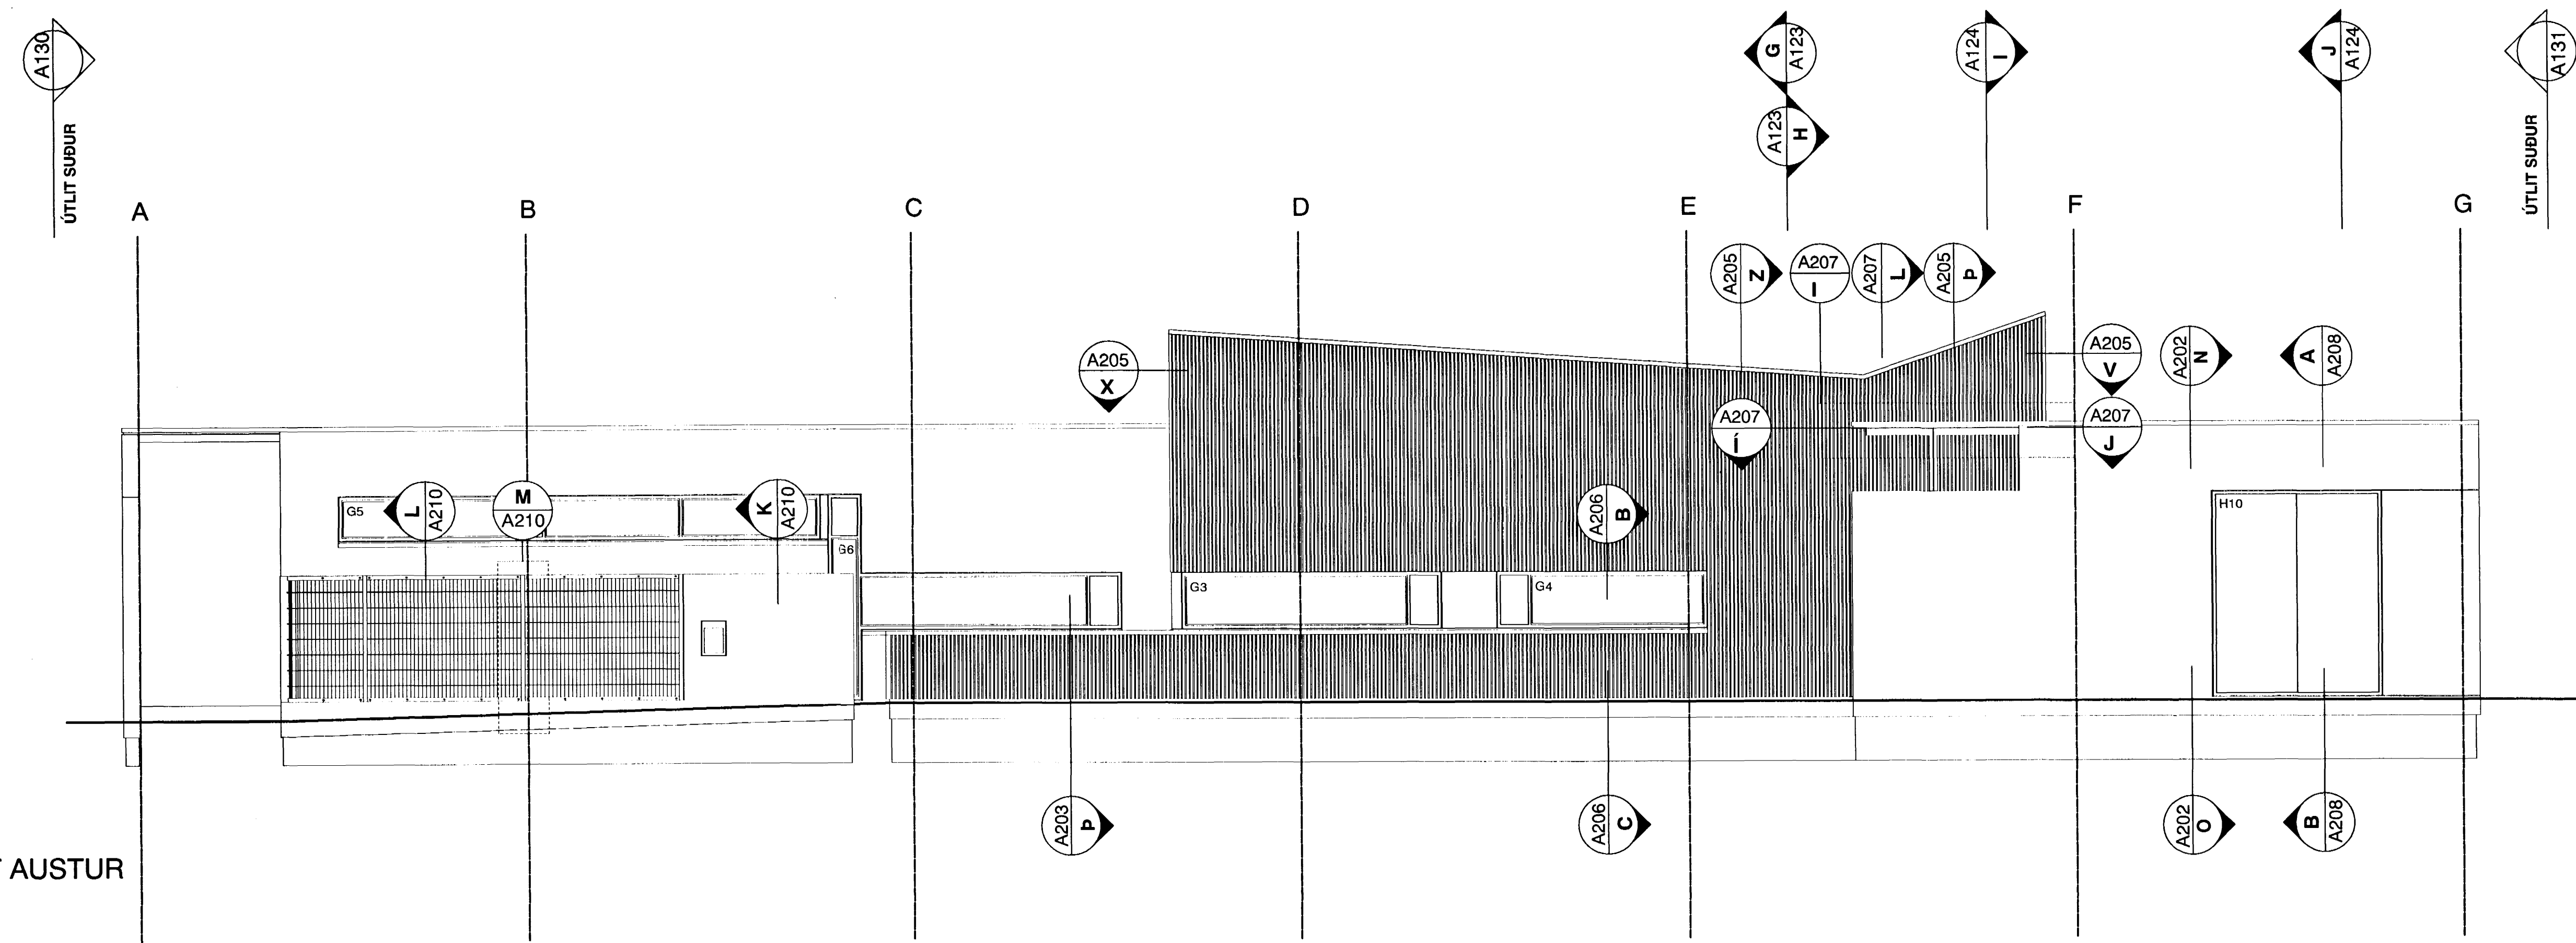 A130
ÚTLIT SUÐUR
G
A123
A123
H
A124
I
J
A124
A131
ÚTLIT SUÐUR
A
B
C
D
E
F
G
A205
Z
A207
I
A207
L
A205
Þ
A205
X
A205
V
A202
N
A
A208
A207
Í
A207
J
G5
L
A210
M
A210
K
A210
G6
A206
B
H10
G3
G4
A203
Þ
A206
C
A202
O
B
A208
AUSTUR